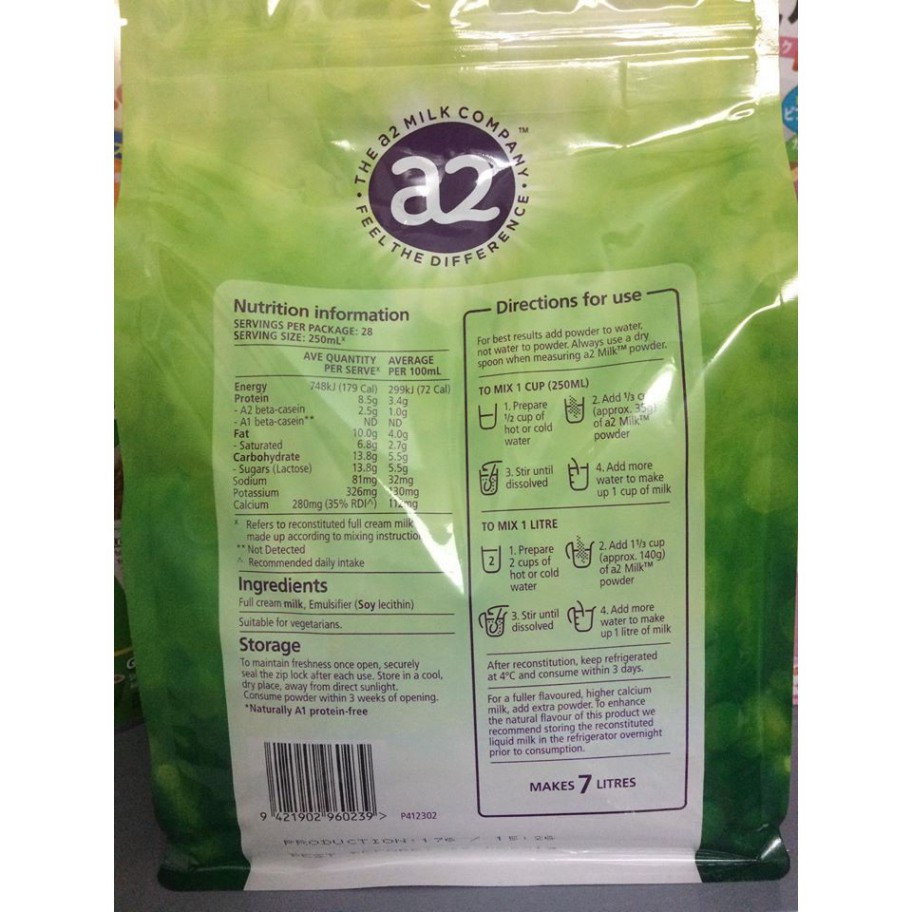 THE a2 MILK COMPANY ™
a2
FEEL THE DIFFERENCE
Nutrition information
SERVINGS PER PACKAGE: 28
SERVING SIZE: 250mLˣ
AVE QUANTITY PER SERVEˣ AVERAGE PER 100mL
Energy 748kJ (179 Cal) 299kJ (72 Cal)
Protein 8.5g 3.4g
- A2 beta-casein 2.5g 1.0g
- A1 beta-casein** ND ND
Fat 10.0g 4.0g
- Saturated 6.8g 2.7g
Carbohydrate 13.8g 5.5g
- Sugars (Lactose) 13.8g 5.5g
Sodium 81mg 32mg
Potassium 326mg 130mg
Calcium 280mg (35% RDI^) 112mg
ˣ Refers to reconstituted full cream milk
made up according to mixing instruction
** Not Detected
^ Recommended daily intake
Ingredients
Full cream milk, Emulsifier (Soy lecithin)
Suitable for vegetarians.
Storage
To maintain freshness once open, securely
seal the zip lock after each use. Store in a cool,
dry place, away from direct sunlight.
Consume powder within 3 weeks of opening.
*Naturally A1 protein-free
9 421902 960239 >
P412302
PRODUCTION:176 / 15:28
Directions for use
For best results add powder to water,
not water to powder. Always use a dry
spoon when measuring a2 Milk™ powder.
TO MIX 1 CUP (250ML)
1. Prepare
½ cup of
hot or cold
water
2. Add ⅓ cup
(approx. 35g)
of a2 Milk™
powder
3. Stir until
dissolved
4. Add more
water to make
up 1 cup of milk
TO MIX 1 LITRE
2
1. Prepare
2 cups of
hot or cold
water
2. Add 1⅓ cup
(approx. 140g)
of a2 Milk™
powder
3. Stir until
dissolved
4. Add more
water to make
up 1 litre of milk
After reconstitution, keep refrigerated
at 4°C and consume within 3 days.
For a fuller flavoured, higher calcium
milk, add extra powder. To enhance
the natural flavour of this product we
recommend storing the reconstituted
liquid milk in the refrigerator overnight
prior to consumption.
MAKES 7 LITRES